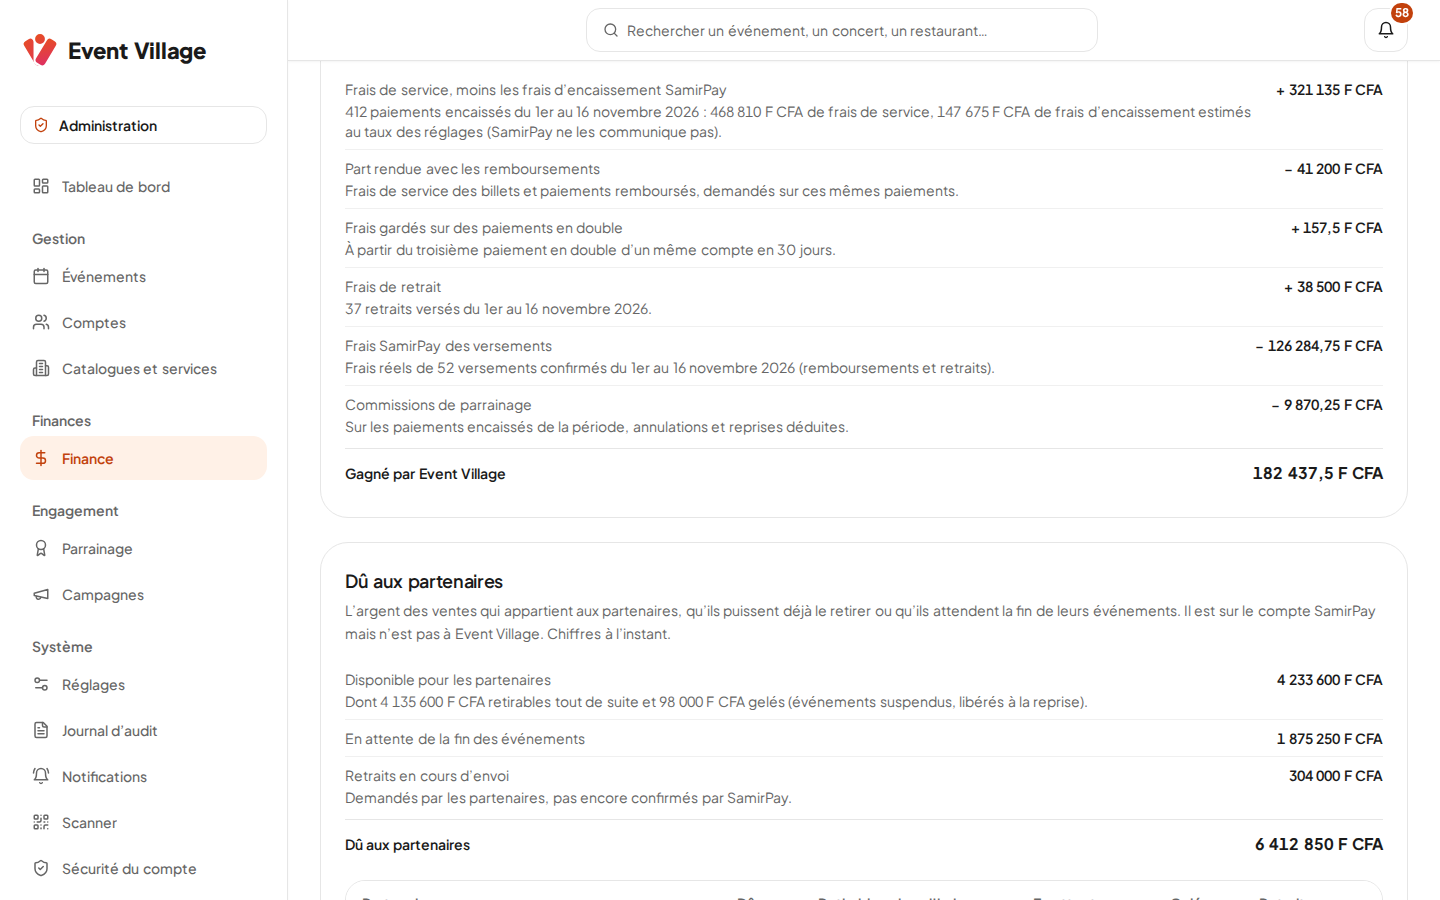 Event Village
Administration
Tableau de bord
Gestion
Événements
Comptes
Catalogues et services
Finances
Finance
Engagement
Parrainage
Campagnes
Système
Réglages
Journal d’audit
Notifications
Scanner
Sécurité du compte
Rechercher un événement, un concert, un restaurant…
58
Frais de service, moins les frais d’encaissement SamirPay
+ 321 135 F CFA
412 paiements encaissés du 1er au 16 novembre 2026 : 468 810 F CFA de frais de service, 147 675 F CFA de frais d’encaissement estimés
au taux des réglages (SamirPay ne les communique pas).
Part rendue avec les remboursements
− 41 200 F CFA
Frais de service des billets et paiements remboursés, demandés sur ces mêmes paiements.
Frais gardés sur des paiements en double
+ 157,5 F CFA
À partir du troisième paiement en double d’un même compte en 30 jours.
Frais de retrait
+ 38 500 F CFA
37 retraits versés du 1er au 16 novembre 2026.
Frais SamirPay des versements
− 126 284,75 F CFA
Frais réels de 52 versements confirmés du 1er au 16 novembre 2026 (remboursements et retraits).
Commissions de parrainage
− 9 870,25 F CFA
Sur les paiements encaissés de la période, annulations et reprises déduites.
Gagné par Event Village
182 437,5 F CFA
Dû aux partenaires
L’argent des ventes qui appartient aux partenaires, qu’ils puissent déjà le retirer ou qu’ils attendent la fin de leurs événements. Il est sur le compte SamirPay
mais n’est pas à Event Village. Chiffres à l’instant.
Disponible pour les partenaires
4 233 600 F CFA
Dont 4 135 600 F CFA retirables tout de suite et 98 000 F CFA gelés (événements suspendus, libérés à la reprise).
En attente de la fin des événements
1 875 250 F CFA
Retraits en cours d’envoi
304 000 F CFA
Demandés par les partenaires, pas encore confirmés par SamirPay.
Dû aux partenaires
6 412 850 F CFA